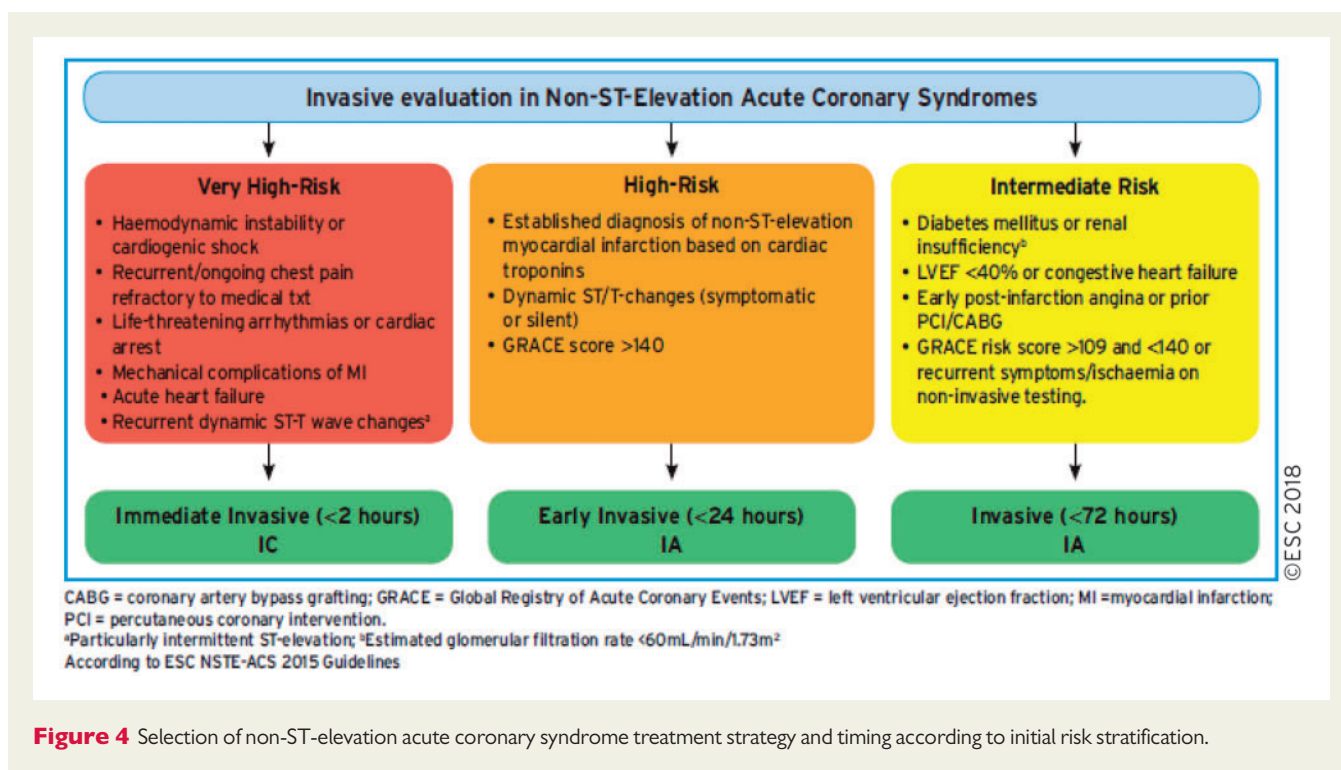 Invasive evaluation in Non-ST-Elevation Acute Coronary Syndromes
Very High-Risk
• Haemodynamic instability or
cardiogenic shock
• Recurrent/ongoing chest pain
refractory to medical txt
• Life-threatening arrhythmias or cardiac
arrest
• Mechanical complications of MI
• Acute heart failure
• Recurrent dynamic ST-T wave changesª
Immediate Invasive (<2 hours)
IC
High-Risk
• Established diagnosis of non-ST-elevation
myocardial infarction based on cardiac
troponins
• Dynamic ST/T-changes (symptomatic
or silent)
• GRACE score >140
Early Invasive (<24 hours)
IA
Intermediate Risk
• Diabetes mellitus or renal
insufficiencyᵇ
• LVEF <40% or congestive heart failure
• Early post-infarction angina or prior
PCI/CABG
• GRACE risk score >109 and <140 or
recurrent symptoms/ischaemia on
non-invasive testing.
Invasive (<72 hours)
IA
©ESC 2018
CABG = coronary artery bypass grafting; GRACE = Global Registry of Acute Coronary Events; LVEF = left ventricular ejection fraction; MI =myocardial infarction;
PCI = percutaneous coronary intervention.
ªParticularly intermittent ST-elevation; ᵇEstimated glomerular filtration rate <60mL/min/1.73m²
According to ESC NSTE-ACS 2015 Guidelines
Figure 4 Selection of non-ST-elevation acute coronary syndrome treatment strategy and timing according to initial risk stratification.